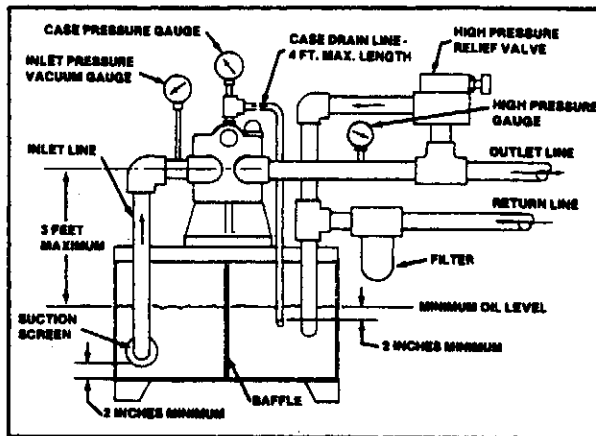 CASE PRESSURE GAUGE
INLET PRESSURE
VACUUM GAUGE
CASE DRAIN LINE-
4 FT. MAX. LENGTH
HIGH PRESSURE
RELIEF VALVE
HIGH PRESSURE
GAUGE
INLET LINE
OUTLET LINE
3 FEET
MAXIMUM
RETURN LINE
FILTER
MINIMUM OIL LEVEL
SUCTION
SCREEN
2 INCHES MINIMUM
2 INCHES MINIMUM
BAFFLE